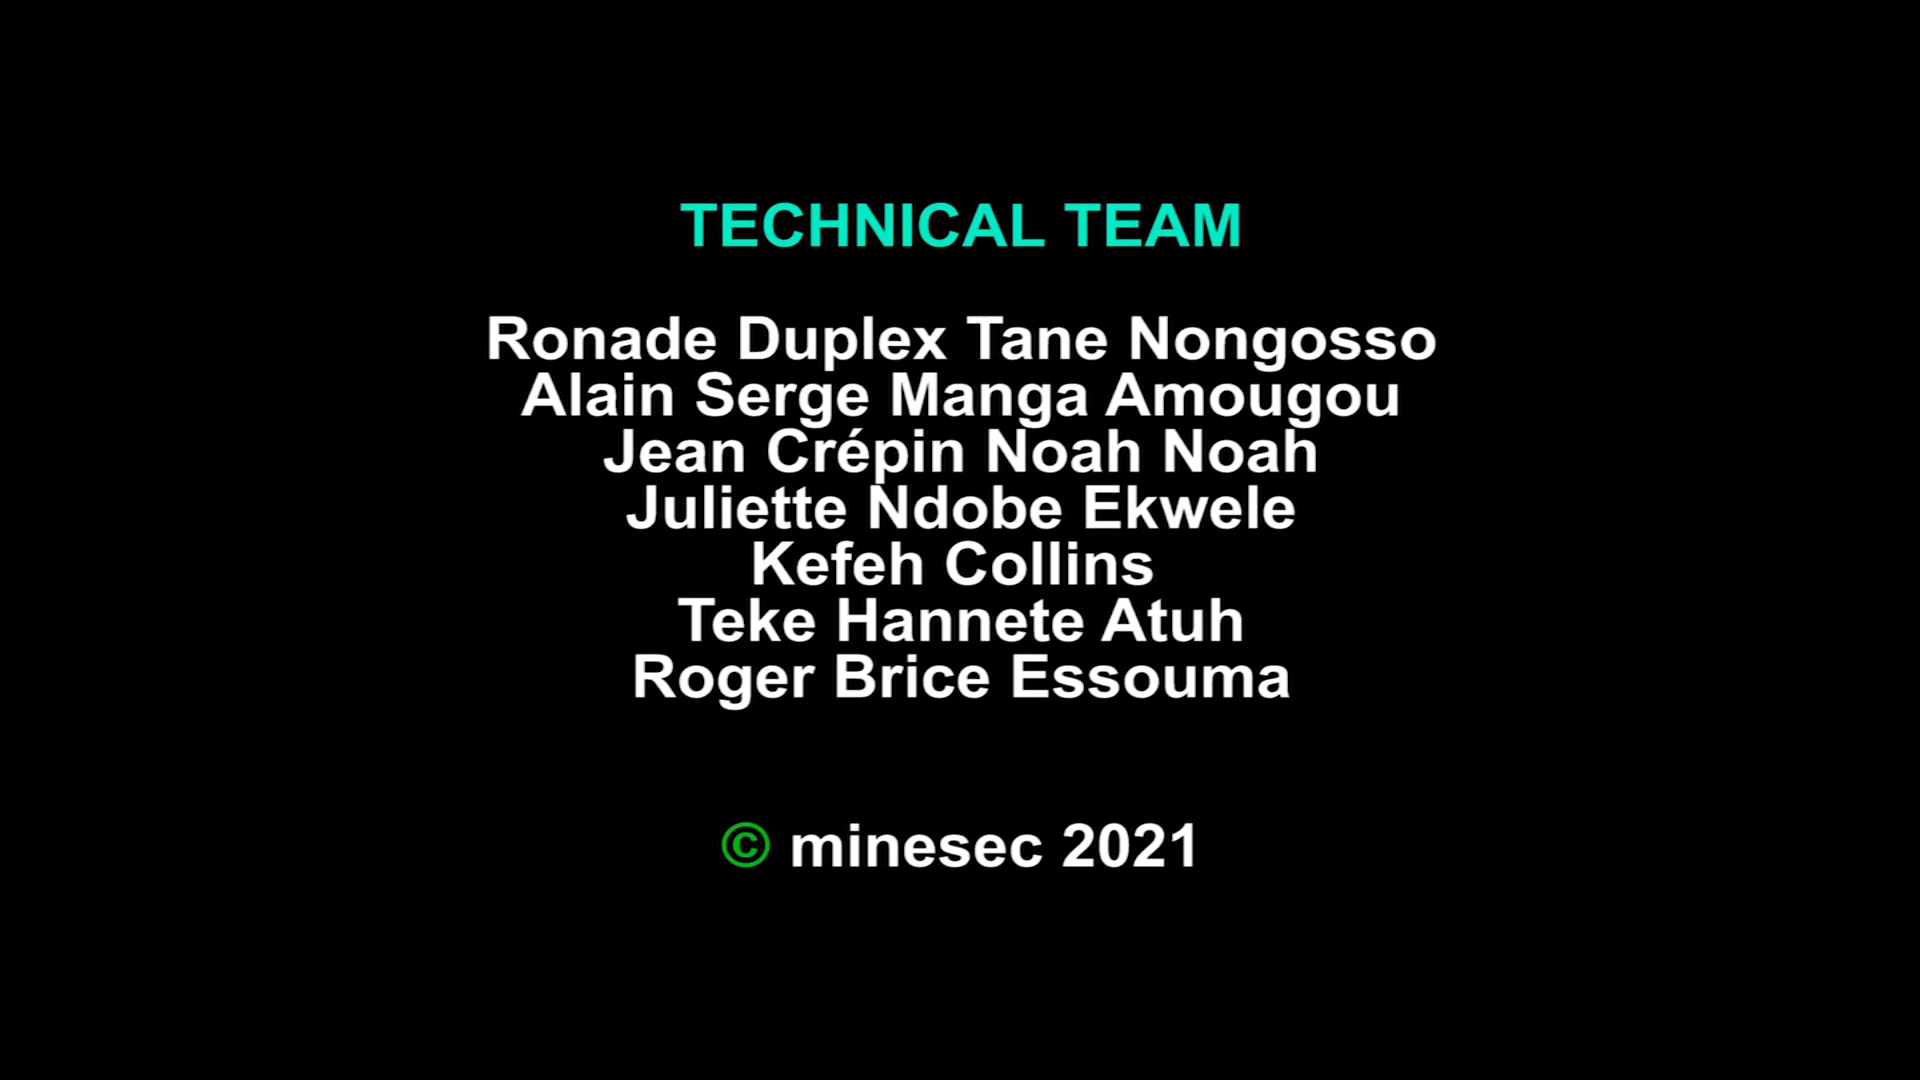 TECHNICAL TEAM
Ronade Duplex Tane Nongosso
Alain Serge Manga Amougou
Jean Crépin Noah Noah
Juliette Ndobe Ekwele
Kefeh Collins
Teke Hannete Atuh
Roger Brice Essouma
© minesec 2021